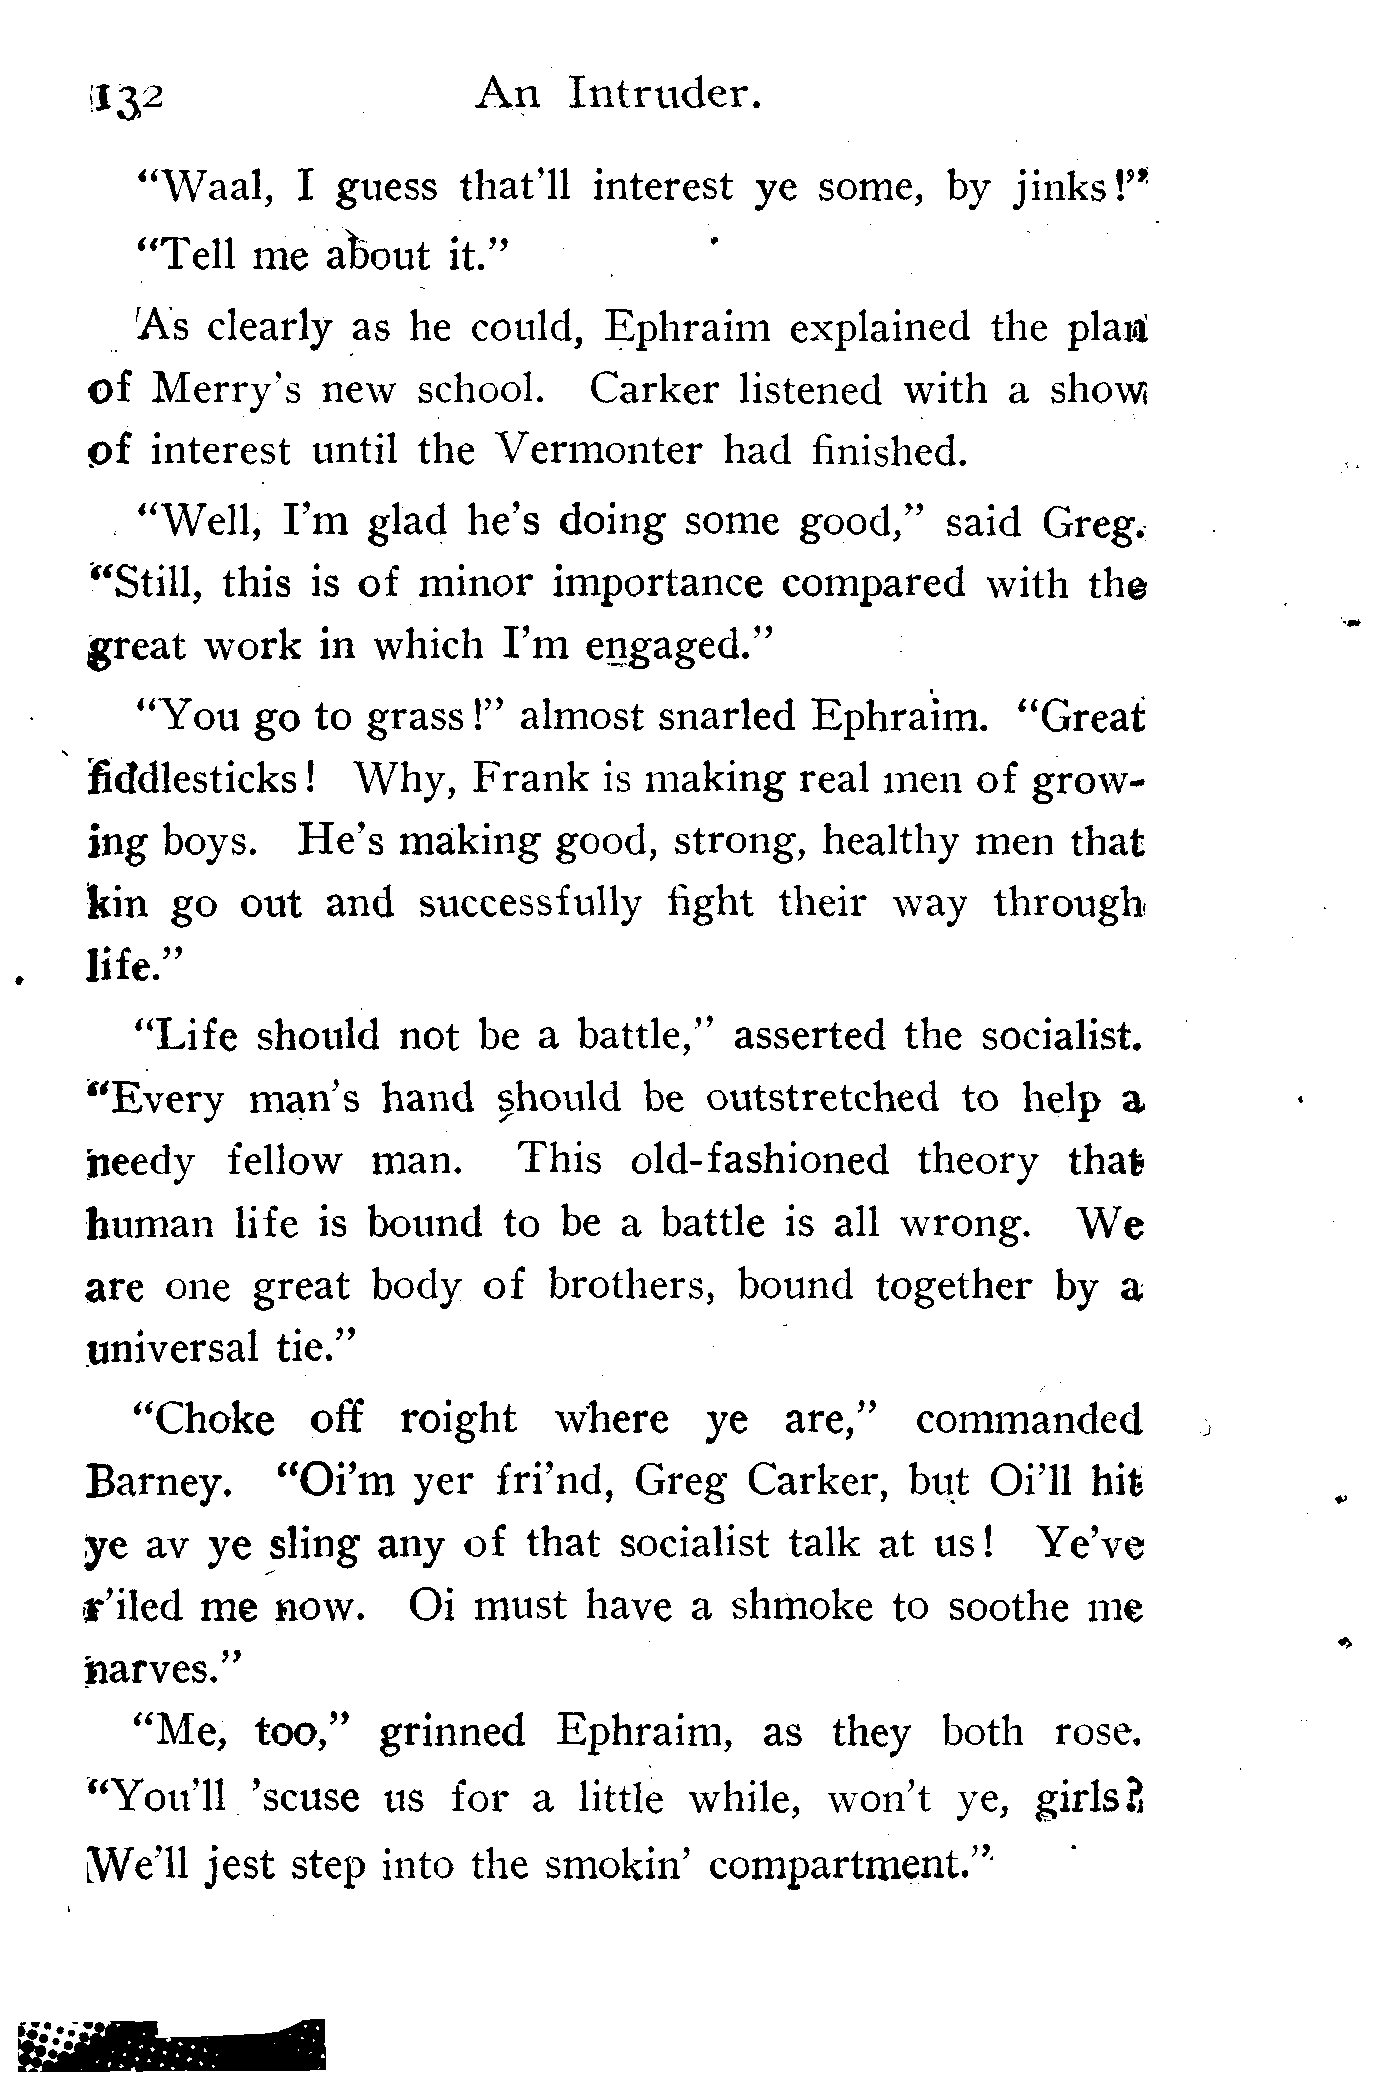 132 An Intruder.
“Waal, I guess that’ll interest ye some, by jinks!”
“Tell me about it.”
As clearly as he could, Ephraim explained the plan
of Merry’s new school. Carker listened with a show
of interest until the Vermonter had finished.
“Well, I’m glad he’s doing some good,” said Greg.
“Still, this is of minor importance compared with the
great work in which I’m engaged.”
“You go to grass!” almost snarled Ephraim. “Great
fiddlesticks! Why, Frank is making real men of grow-
ing boys. He’s making good, strong, healthy men that
kin go out and successfully fight their way through
life.”
“Life should not be a battle,” asserted the socialist.
“Every man’s hand should be outstretched to help a
needy fellow man. This old-fashioned theory that
human life is bound to be a battle is all wrong. We
are one great body of brothers, bound together by a
universal tie.”
“Choke off roight where ye are,” commanded
Barney. “Oi’m yer fri’nd, Greg Carker, but Oi’ll hit
ye av ye sling any of that socialist talk at us! Ye’ve
r’iled me now. Oi must have a shmoke to soothe me
narves.”
“Me, too,” grinned Ephraim, as they both rose.
“You’ll ’scuse us for a little while, won’t ye, girls?
We’ll jest step into the smokin’ compartment.”